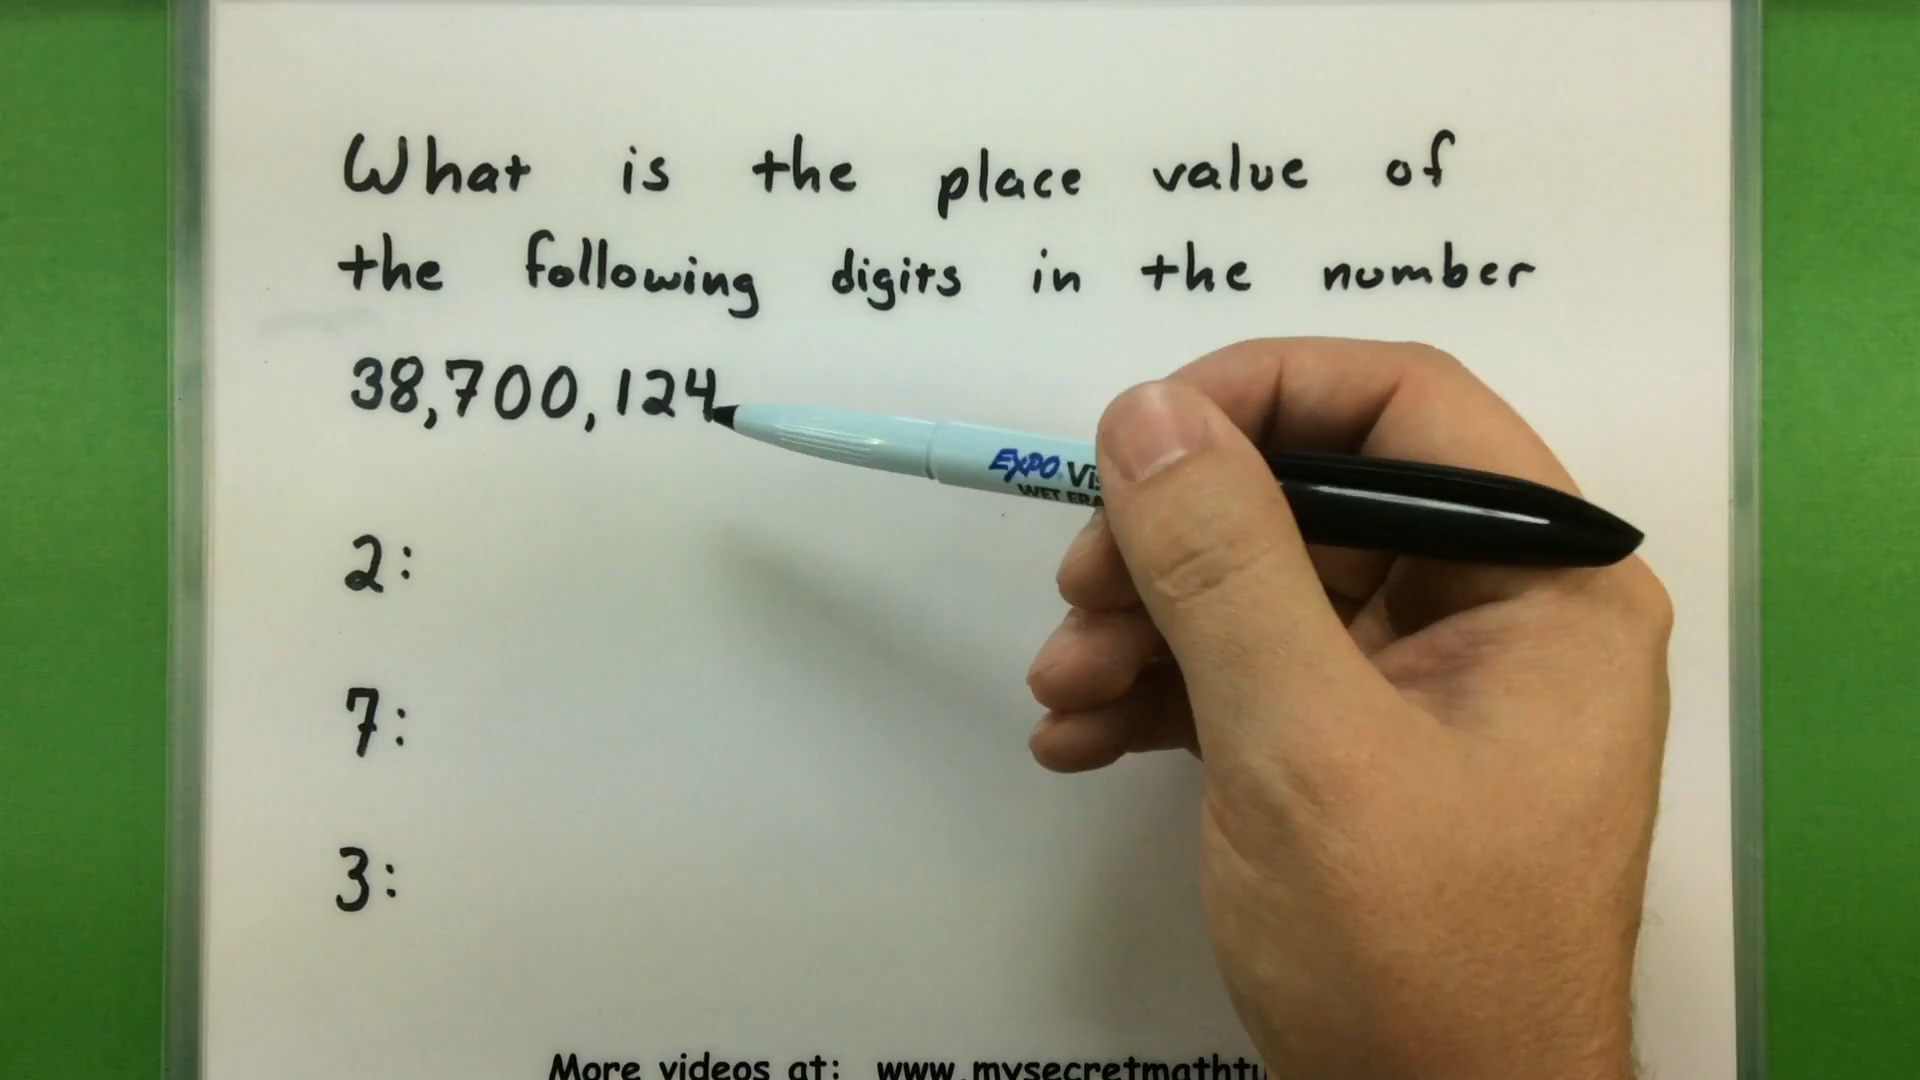 What is the place value of
the following digits in the number
38,700,124
EXPO
WET
2:
7:
3:
More videos at: